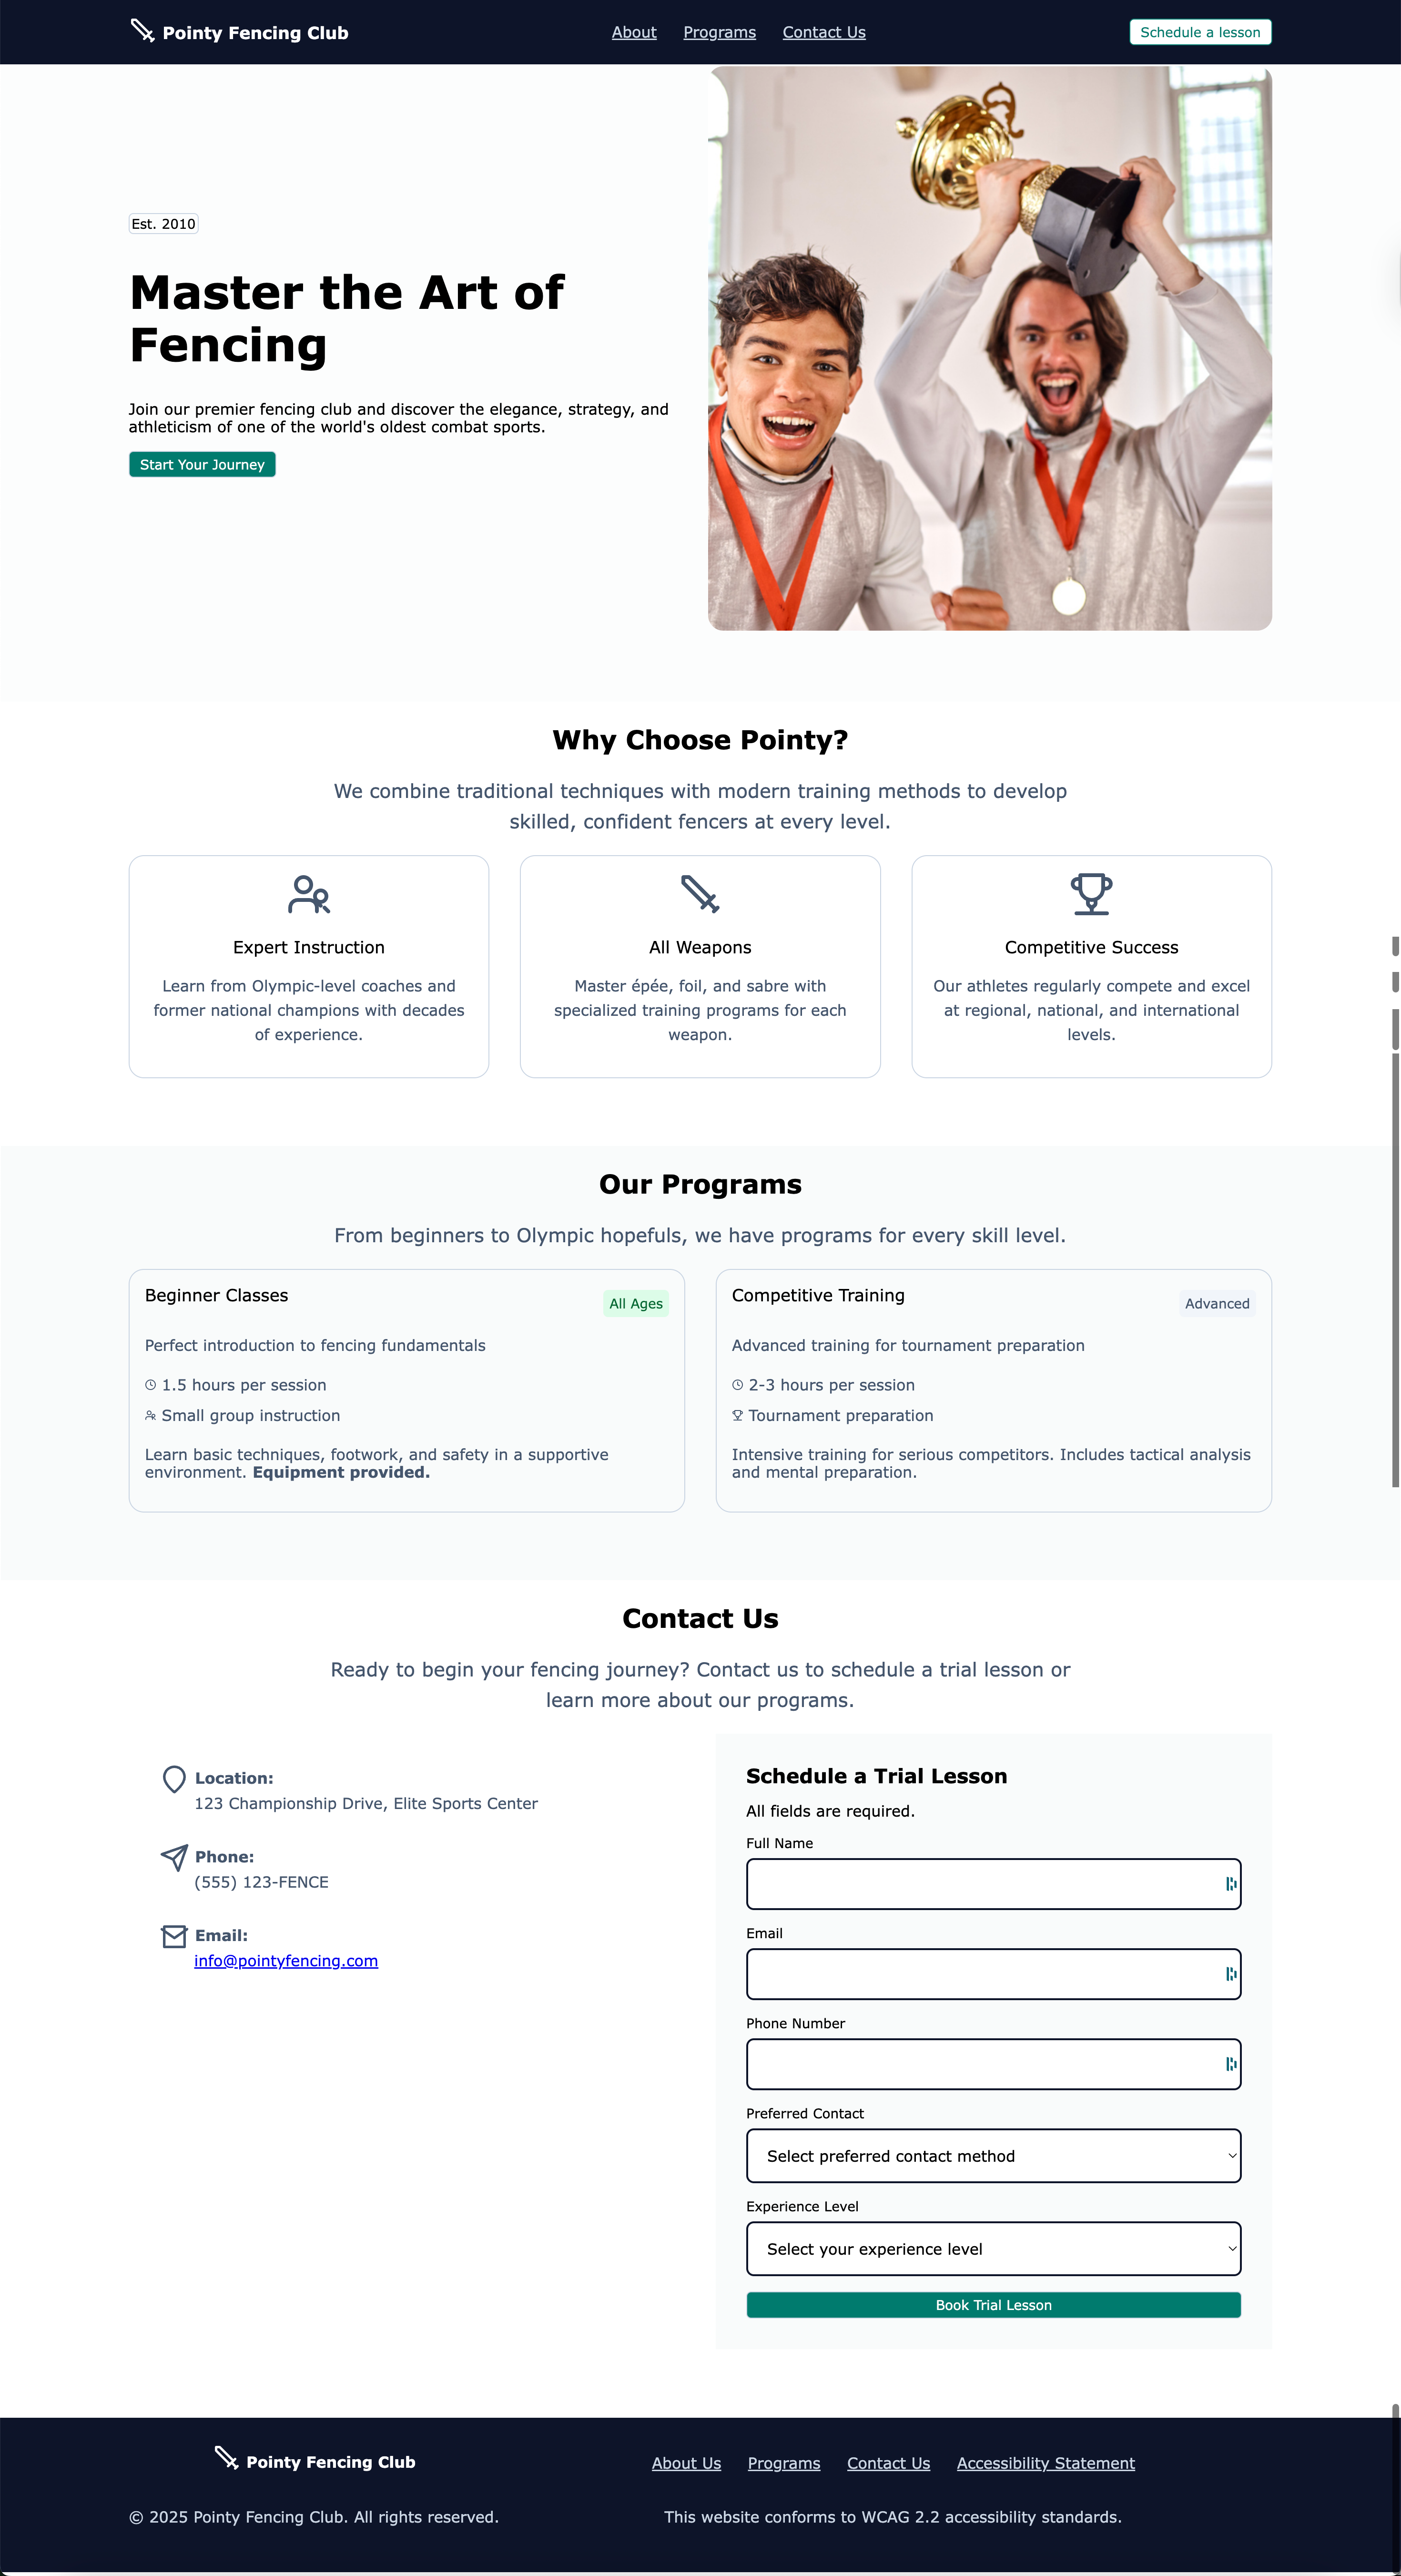 Pointy Fencing Club
About Programs Contact Us
Schedule a lesson
Est. 2010
Master the Art of
Fencing
Join our premier fencing club and discover the elegance, strategy, and
athleticism of one of the world's oldest combat sports.
Start Your Journey
Why Choose Pointy?
We combine traditional techniques with modern training methods to develop
skilled, confident fencers at every level.
Expert Instruction
Learn from Olympic-level coaches and
former national champions with decades
of experience.
All Weapons
Master épée, foil, and sabre with
specialized training programs for each
weapon.
Competitive Success
Our athletes regularly compete and excel
at regional, national, and international
levels.
Our Programs
From beginners to Olympic hopefuls, we have programs for every skill level.
Beginner Classes
All Ages
Perfect introduction to fencing fundamentals
1.5 hours per session
Small group instruction
Learn basic techniques, footwork, and safety in a supportive
environment. Equipment provided.
Competitive Training
Advanced
Advanced training for tournament preparation
2-3 hours per session
Tournament preparation
Intensive training for serious competitors. Includes tactical analysis
and mental preparation.
Contact Us
Ready to begin your fencing journey? Contact us to schedule a trial lesson or
learn more about our programs.
Location:
123 Championship Drive, Elite Sports Center
Phone:
(555) 123-FENCE
Email:
info@pointyfencing.com
Schedule a Trial Lesson
All fields are required.
Full Name
Email
Phone Number
Preferred Contact
Select preferred contact method
Experience Level
Select your experience level
Book Trial Lesson
Pointy Fencing Club
About Us Programs Contact Us Accessibility Statement
© 2025 Pointy Fencing Club. All rights reserved.
This website conforms to WCAG 2.2 accessibility standards.